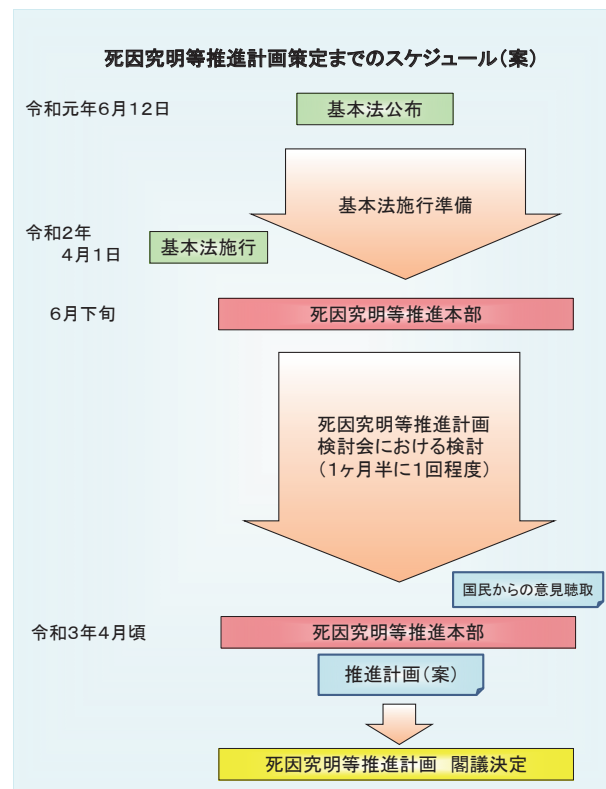 死因究明等推進計画策定までのスケジュール(案)
令和元年6月12日
基本法公布
基本法施行準備
令和2年
4月1日
基本法施行
6月下旬
死因究明等推進本部
死因究明等推進計画
検討会における検討
(1ヶ月半に1回程度)
国民からの意見聴取
令和3年4月頃
死因究明等推進本部
推進計画(案)
死因究明等推進計画 閣議決定